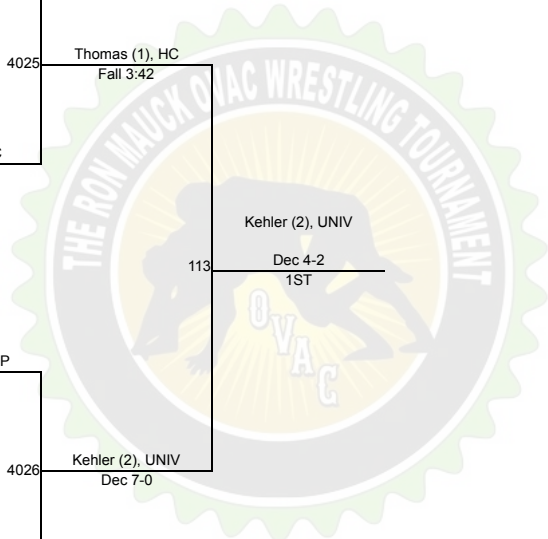 4025
Thomas (1), HC
Fall 3:42
THE RON MAUCK OVAC WRESTLING TOURNAMENT
Kehler (2), UNIV
113
Dec 4-2
1ST
OVAC
P
4026
Kehler (2), UNIV
Dec 7-0